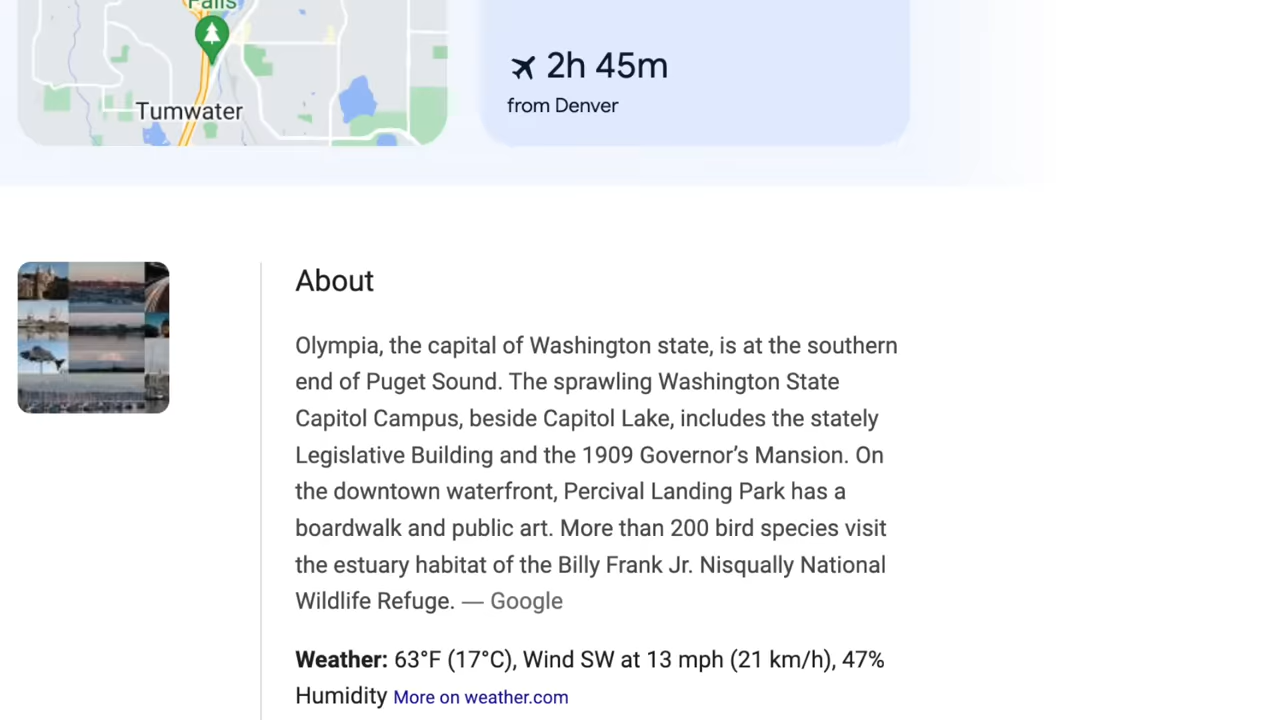 Falls
Tumwater
2h 45m
from Denver
About
Olympia, the capital of Washington state, is at the southern
end of Puget Sound. The sprawling Washington State
Capitol Campus, beside Capitol Lake, includes the stately
Legislative Building and the 1909 Governor’s Mansion. On
the downtown waterfront, Percival Landing Park has a
boardwalk and public art. More than 200 bird species visit
the estuary habitat of the Billy Frank Jr. Nisqually National
Wildlife Refuge. — Google
Weather: 63°F (17°C), Wind SW at 13 mph (21 km/h), 47%
Humidity More on weather.com